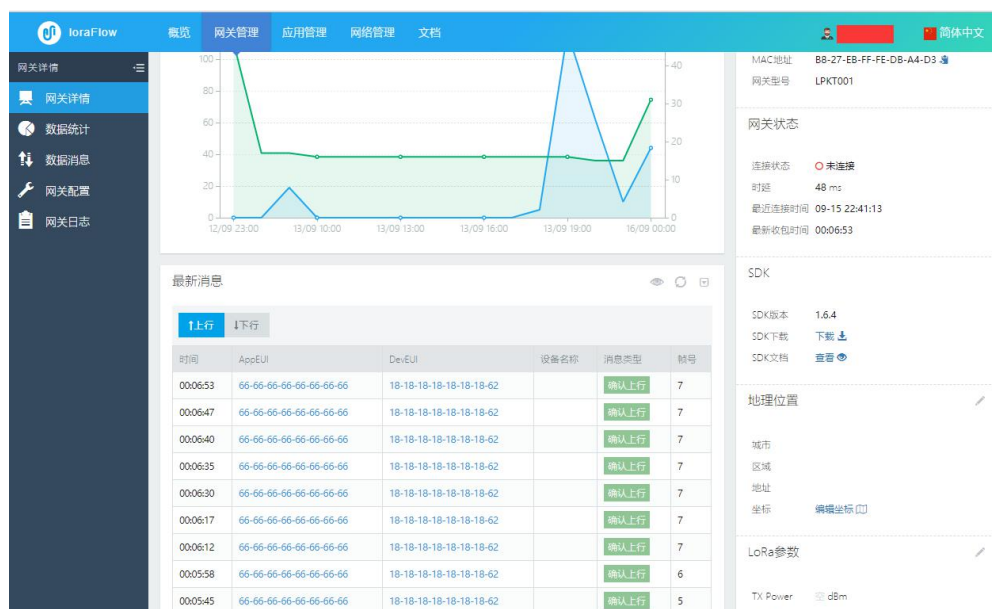 loraFlow 概览 网关管理 应用管理 网络管理 文档 简体中文
网关详情
网关详情
数据统计
数据消息
网关配置
网关日志
100 40
80
30
60
20
40
10
20
0 0
12/09 23:00 13/09 10:00 13/09 13:00 13/09 16:00 13/09 19:00 16/09 00:00
最新消息
上行 下行
时间 AppEUI DevEUI 设备名称 消息类型 帧号
00:06:53 66-66-66-66-66-66-66-66 18-18-18-18-18-18-18-62 确认上行 7
00:06:47 66-66-66-66-66-66-66-66 18-18-18-18-18-18-18-62 确认上行 7
00:06:40 66-66-66-66-66-66-66-66 18-18-18-18-18-18-18-62 确认上行 7
00:06:35 66-66-66-66-66-66-66-66 18-18-18-18-18-18-18-62 确认上行 7
00:06:30 66-66-66-66-66-66-66-66 18-18-18-18-18-18-18-62 确认上行 7
00:06:17 66-66-66-66-66-66-66-66 18-18-18-18-18-18-18-62 确认上行 7
00:06:12 66-66-66-66-66-66-66-66 18-18-18-18-18-18-18-62 确认上行 7
00:05:58 66-66-66-66-66-66-66-66 18-18-18-18-18-18-18-62 确认上行 6
00:05:45 66-66-66-66-66-66-66-66 18-18-18-18-18-18-18-62 确认上行 5
MAC地址 B8-27-EB-FF-FE-DB-A4-D3
网关型号 LPKT001
网关状态
连接状态 未连接
时延 48 ms
最近连接时间 09-15 22:41:13
最新收包时间 00:06:53
SDK
SDK版本 1.6.4
SDK下载 下载
SDK文档 查看
地理位置
城市
区域
地址
坐标 编辑坐标
LoRa参数
TX Power dBm